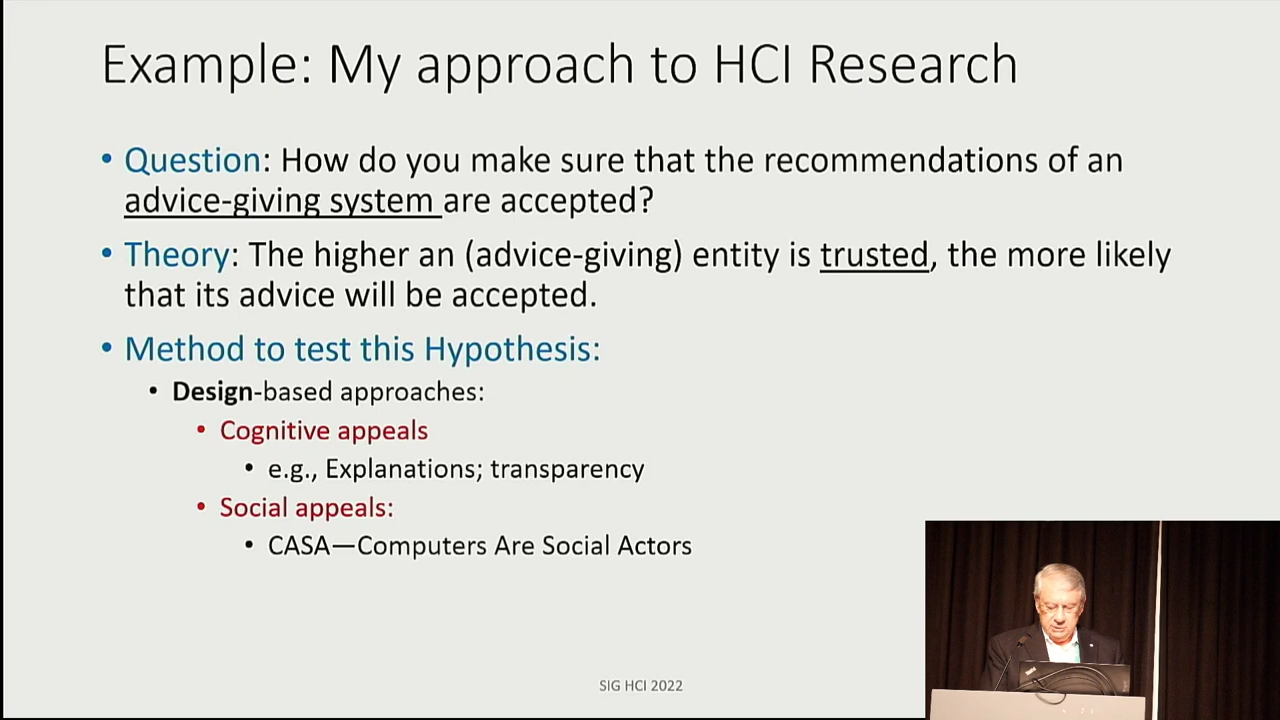 Example: My approach to HCI Research
• Question: How do you make sure that the recommendations of an
advice-giving system are accepted?
• Theory: The higher an (advice-giving) entity is trusted, the more likely
that its advice will be accepted.
• Method to test this Hypothesis:
• Design-based approaches:
• Cognitive appeals
• e.g., Explanations; transparency
• Social appeals:
• CASA—Computers Are Social Actors
SIG HCI 2022